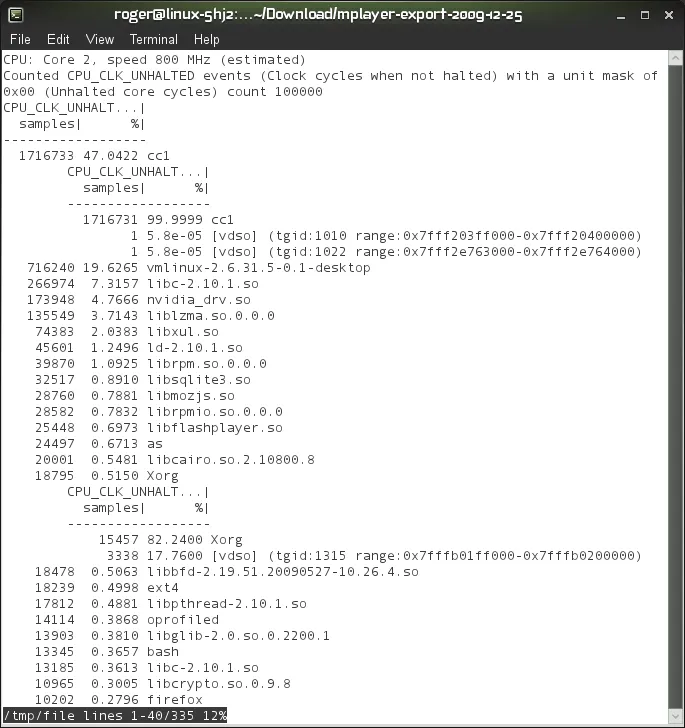 roger@linux-5hj2:...~/Download/mplayer-export-2009-12-25
File Edit View Terminal Help
CPU: Core 2, speed 800 MHz (estimated)
Counted CPU_CLK_UNHALTED events (Clock cycles when not halted) with a unit mask of
0x00 (Unhalted core cycles) count 100000
CPU_CLK_UNHALT...|
  samples|      %|
------------------
  1716733 47.0422 cc1
        CPU_CLK_UNHALT...|
          samples|      %|
        ------------------
          1716731 99.9999 cc1
                1 5.8e-05 [vdso] (tgid:1010 range:0x7fff203ff000-0x7fff20400000)
                1 5.8e-05 [vdso] (tgid:1022 range:0x7fff2e763000-0x7fff2e764000)
   716240 19.6265 vmlinux-2.6.31.5-0.1-desktop
   266974  7.3157 libc-2.10.1.so
   173948  4.7666 nvidia_drv.so
   135549  3.7143 liblzma.so.0.0.0
    74383  2.0383 libxul.so
    45601  1.2496 ld-2.10.1.so
    39870  1.0925 librpm.so.0.0.0
    32517  0.8910 libsqlite3.so
    28760  0.7881 libmozjs.so
    28582  0.7832 librpmio.so.0.0.0
    25448  0.6973 libflashplayer.so
    24497  0.6713 as
    20001  0.5481 libcairo.so.2.10800.8
    18795  0.5150 Xorg
        CPU_CLK_UNHALT...|
          samples|      %|
        ------------------
            15457 82.2400 Xorg
             3338 17.7600 [vdso] (tgid:1315 range:0x7fffb01ff000-0x7fffb0200000)
    18478  0.5063 libbfd-2.19.51.20090527-10.26.4.so
    18239  0.4998 ext4
    17812  0.4881 libpthread-2.10.1.so
    14114  0.3868 oprofiled
    13903  0.3810 libglib-2.0.so.0.2200.1
    13345  0.3657 bash
    13185  0.3613 libc-2.10.1.so
    10965  0.3005 libcrypto.so.0.9.8
    10202  0.2796 firefox
/tmp/file lines 1-40/335 12%